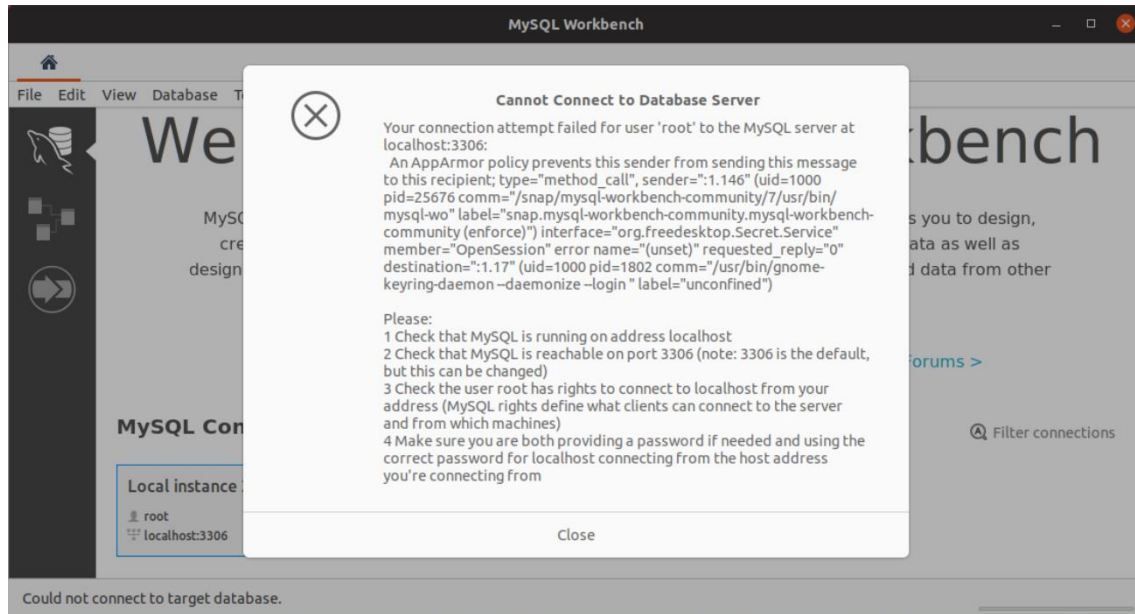 MySQL Workbench
File Edit View Database
We
bench
MySQ
s you to design,
cre
ata as well as
design
d data from other
Cannot Connect to Database Server
Your connection attempt failed for user 'root' to the MySQL server at
localhost:3306:
An AppArmor policy prevents this sender from sending this message
to this recipient; type="method_call", sender=":1.146" (uid=1000
pid=25676 comm="/snap/mysql-workbench-community/7/usr/bin/
mysql-wo" label="snap.mysql-workbench-community.mysql-workbench-
community (enforce)") interface="org.freedesktop.Secret.Service"
member="OpenSession" error name="(unset)" requested_reply="0"
destination=":1.17" (uid=1000 pid=1802 comm="/usr/bin/gnome-
keyring-daemon --daemonize --login " label="unconfined")
Please:
1 Check that MySQL is running on address localhost
2 Check that MySQL is reachable on port 3306 (note: 3306 is the default,
but this can be changed)
3 Check the user root has rights to connect to localhost from your
address (MySQL rights define what clients can connect to the server
and from which machines)
4 Make sure you are both providing a password if needed and using the
correct password for localhost connecting from the host address
you're connecting from
Close
orums >
MySQL Con
Filter connections
Local instance
root
localhost:3306
Could not connect to target database.